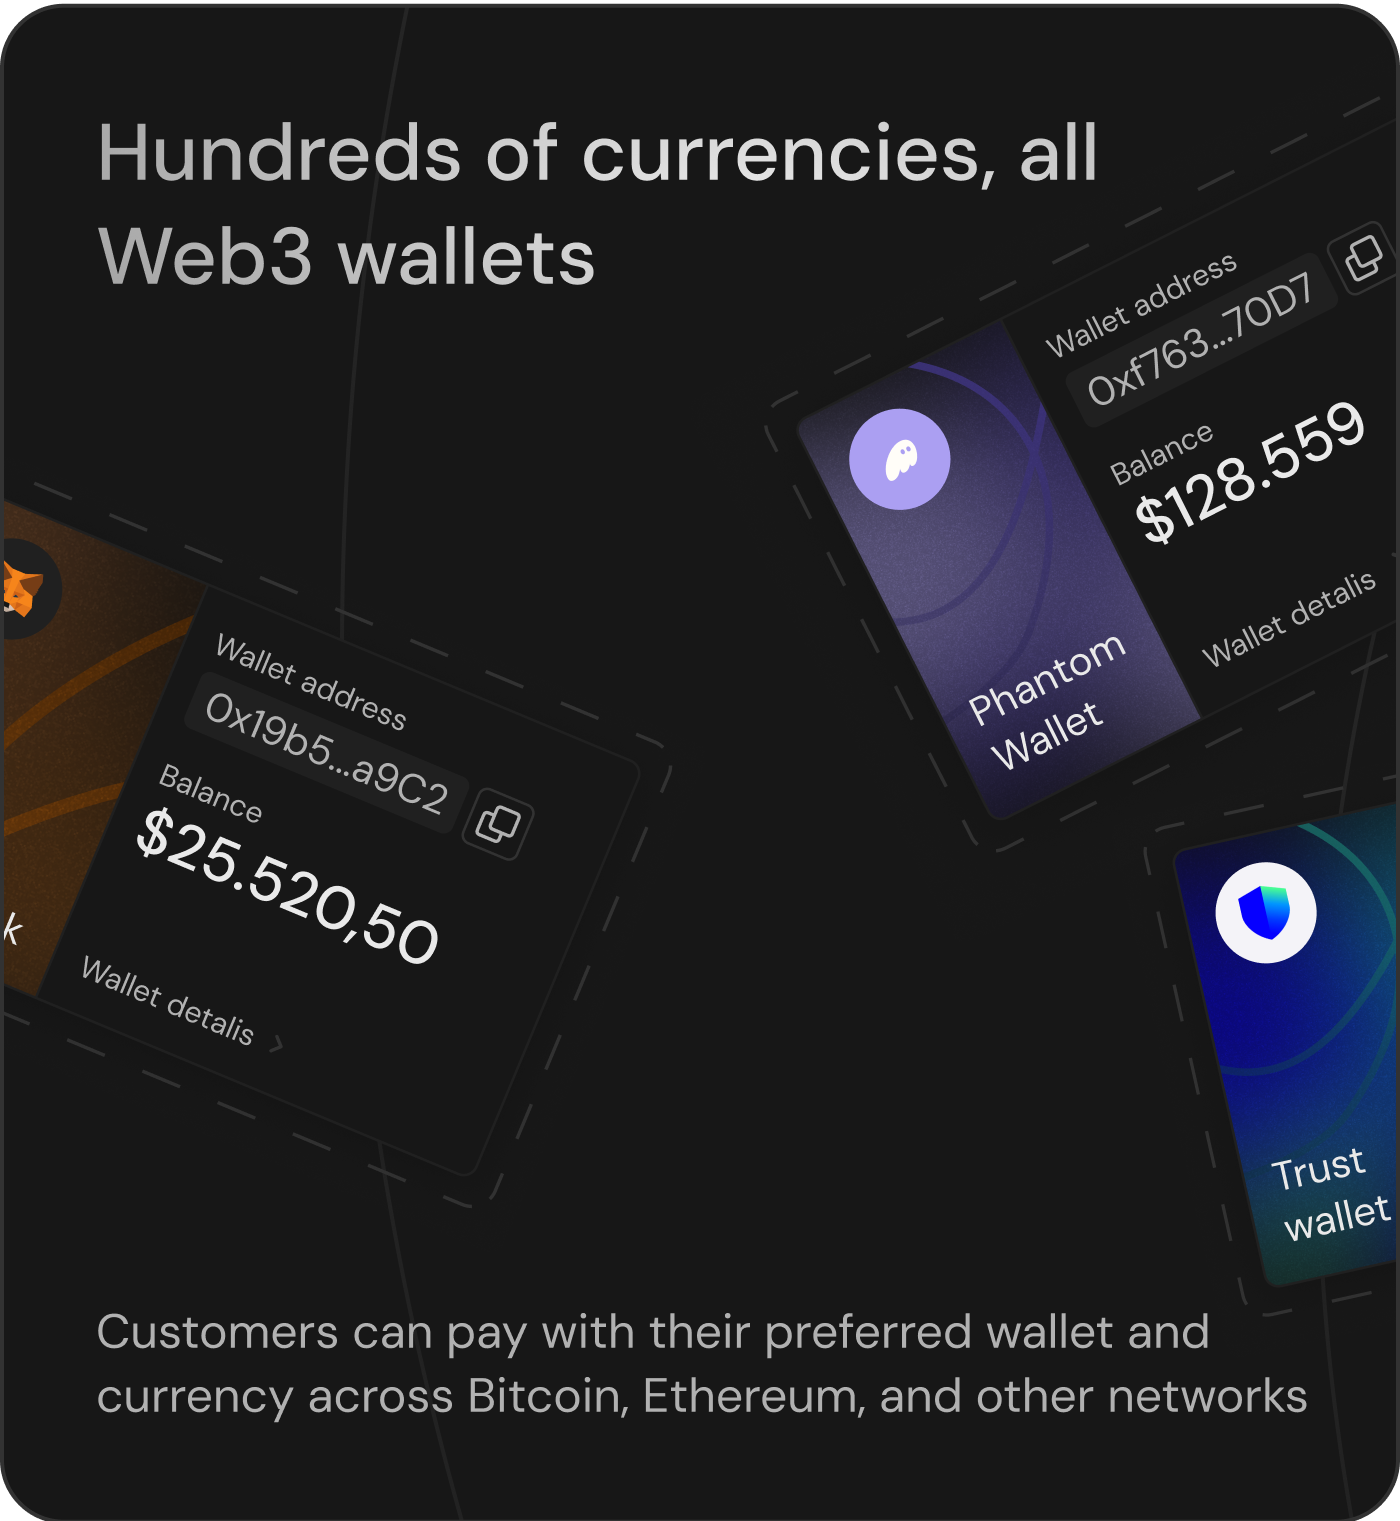 Hundreds of currencies, all
Web3 wallets
Wallet address
0xf763...70D7
Balance
$128.559
Wallet detalis
Phantom
Wallet
Wallet address
0x19b5...a9C2
Balance
$25.520,50
k
Wallet detalis
Trust
wallet
Customers can pay with their preferred wallet and
currency across Bitcoin, Ethereum, and other networks